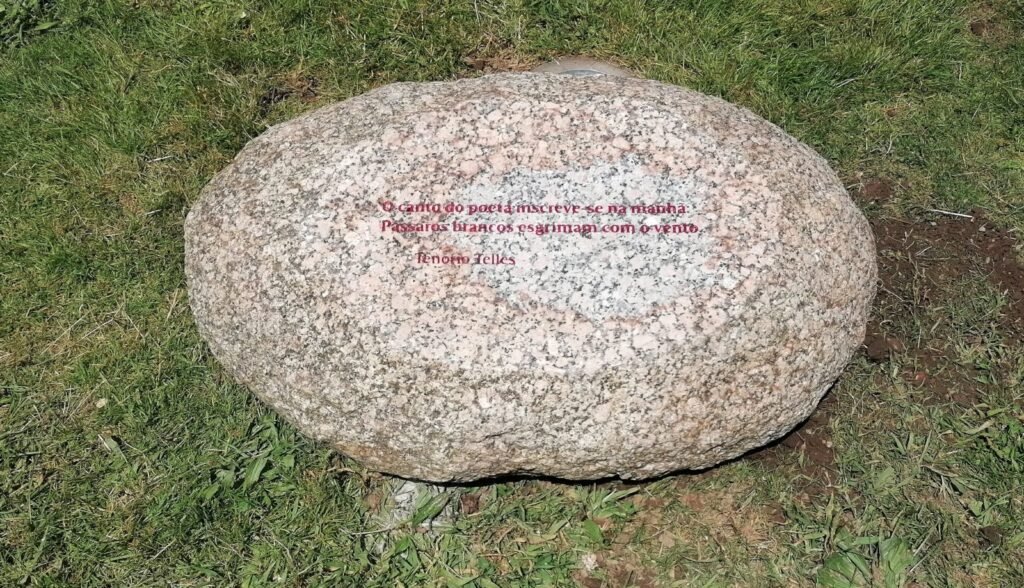 O canto do poeta inscreve-se na manhã
Pássaros brancos esgrimam com o vento.
Tenório Telles